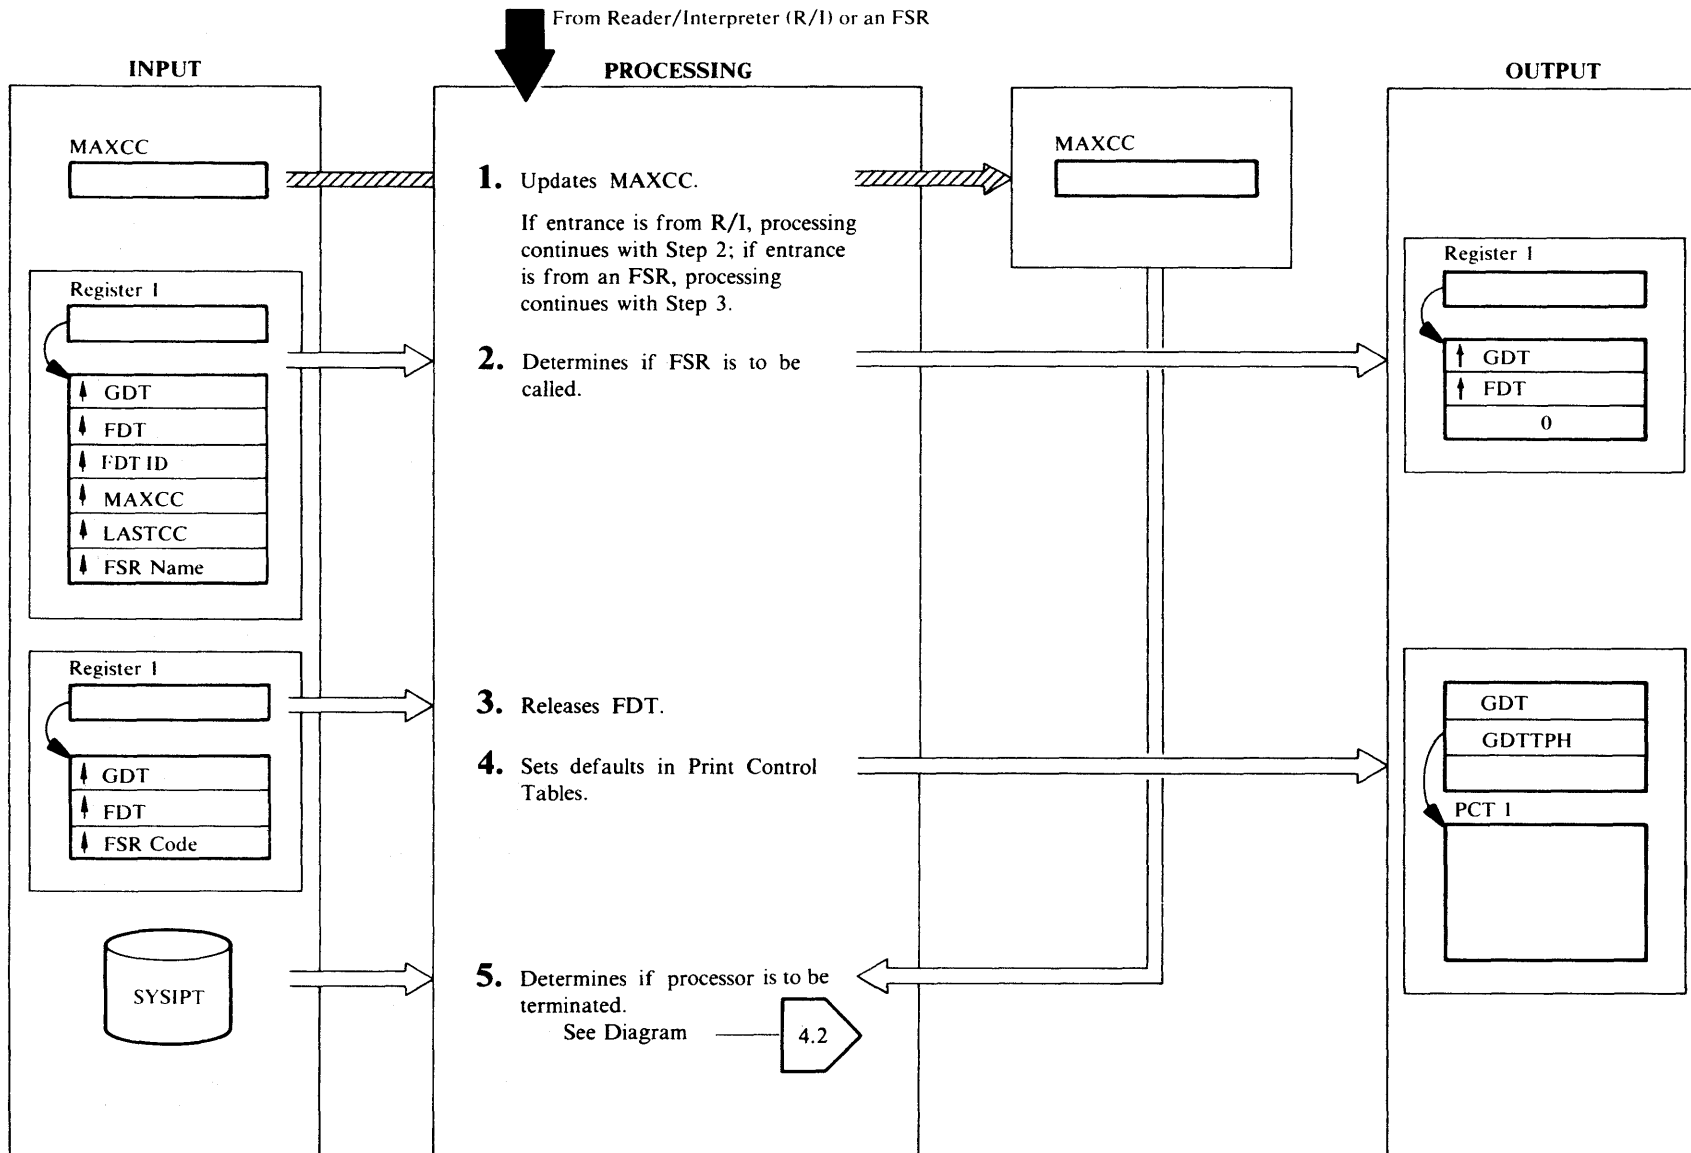 From Reader/Interpreter (R/I) or an FSR
INPUT
PROCESSING
OUTPUT
MAXCC
1. Updates MAXCC.
If entrance is from R/I, processing
continues with Step 2; if entrance
is from an FSR, processing
continues with Step 3.
MAXCC
Register 1
GDT
FDT
FDT ID
MAXCC
LASTCC
FSR Name
2. Determines if FSR is to be
called.
Register 1
GDT
FDT
0
Register 1
GDT
FDT
FSR Code
3. Releases FDT.
4. Sets defaults in Print Control
Tables.
GDT
GDTTPH
PCT 1
SYSIPT
5. Determines if processor is to be
terminated.
See Diagram
4.2